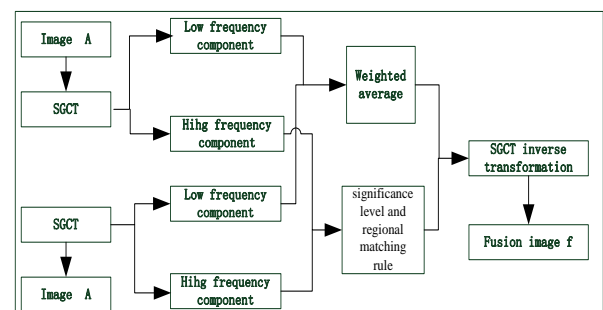 Image A
SGCT
Low frequency
component
Hihg frequency
component
Weighted
average
SGCT inverse
transformation
Fusion image f
SGCT
Image A
Low frequency
component
Hihg frequency
component
significance
level and
regional
matching
rule